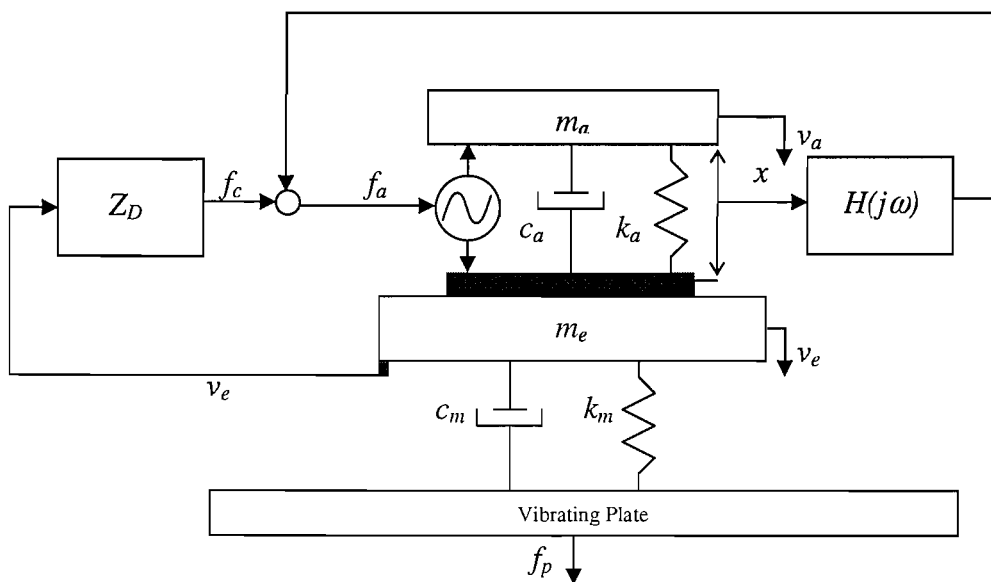 m_a
v_a
Z_D
f_c
f_a
c_a
k_a
x
H(jω)
m_e
v_e
v_e
c_m
k_m
Vibrating Plate
f_p